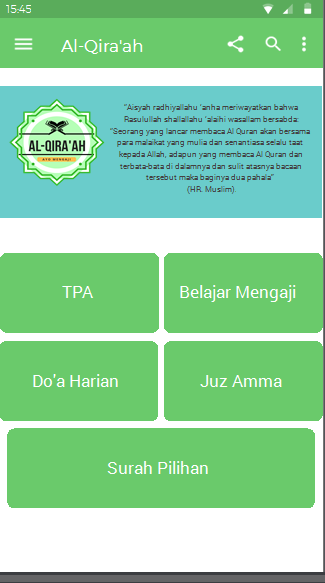 15:45
Al-Qira'ah
"Aisyah radhiyallahu 'anha meriwayatkan bahwa
Rasulullah shallallahu 'alaihi wasallam bersabda:
"Seorang yang lancar membaca Al Quran akan bersama
para malaikat yang mulia dan senantiasa selalu taat
kepada Allah, adapun yang membaca Al Quran dan
terbata-bata di dalamnya dan sulit atasnya bacaan
tersebut maka baginya dua pahala"
(HR. Muslim).
AL-QIRA'AH
AYO MENGAJI
TPA
Belajar Mengaji
Do'a Harian
Juz Amma
Surah Pilihan